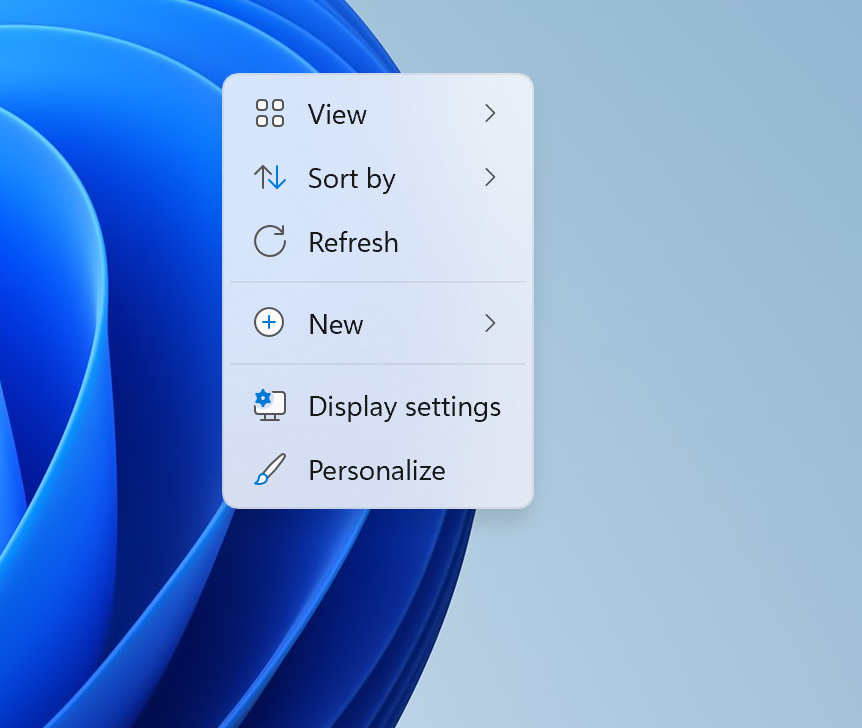 View
Sort by
Refresh
New
Display settings
Personalize